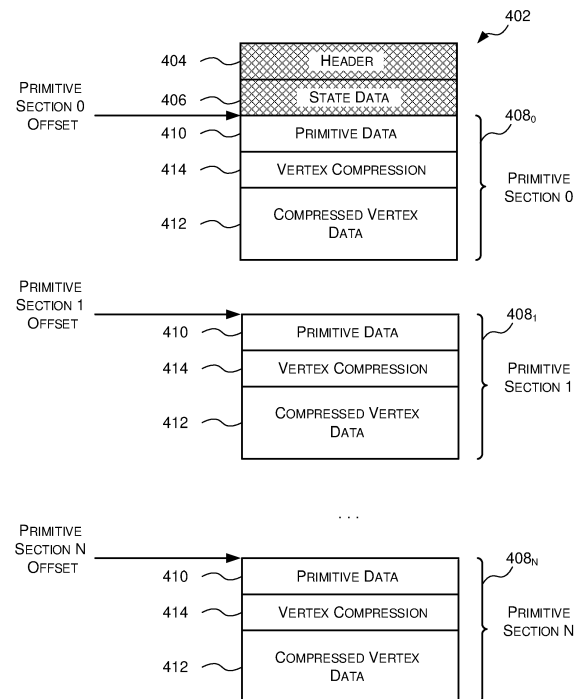 402
404
HEADER
PRIMITIVE
SECTION 0
OFFSET
406
STATE DATA
408₀
410
PRIMITIVE DATA
414
VERTEX COMPRESSION
PRIMITIVE
SECTION 0
412
COMPRESSED VERTEX
DATA
PRIMITIVE
SECTION 1
OFFSET
408₁
410
PRIMITIVE DATA
414
VERTEX COMPRESSION
PRIMITIVE
SECTION 1
412
COMPRESSED VERTEX
DATA
. . .
PRIMITIVE
SECTION N
OFFSET
408N
410
PRIMITIVE DATA
414
VERTEX COMPRESSION
PRIMITIVE
SECTION N
412
COMPRESSED VERTEX
DATA